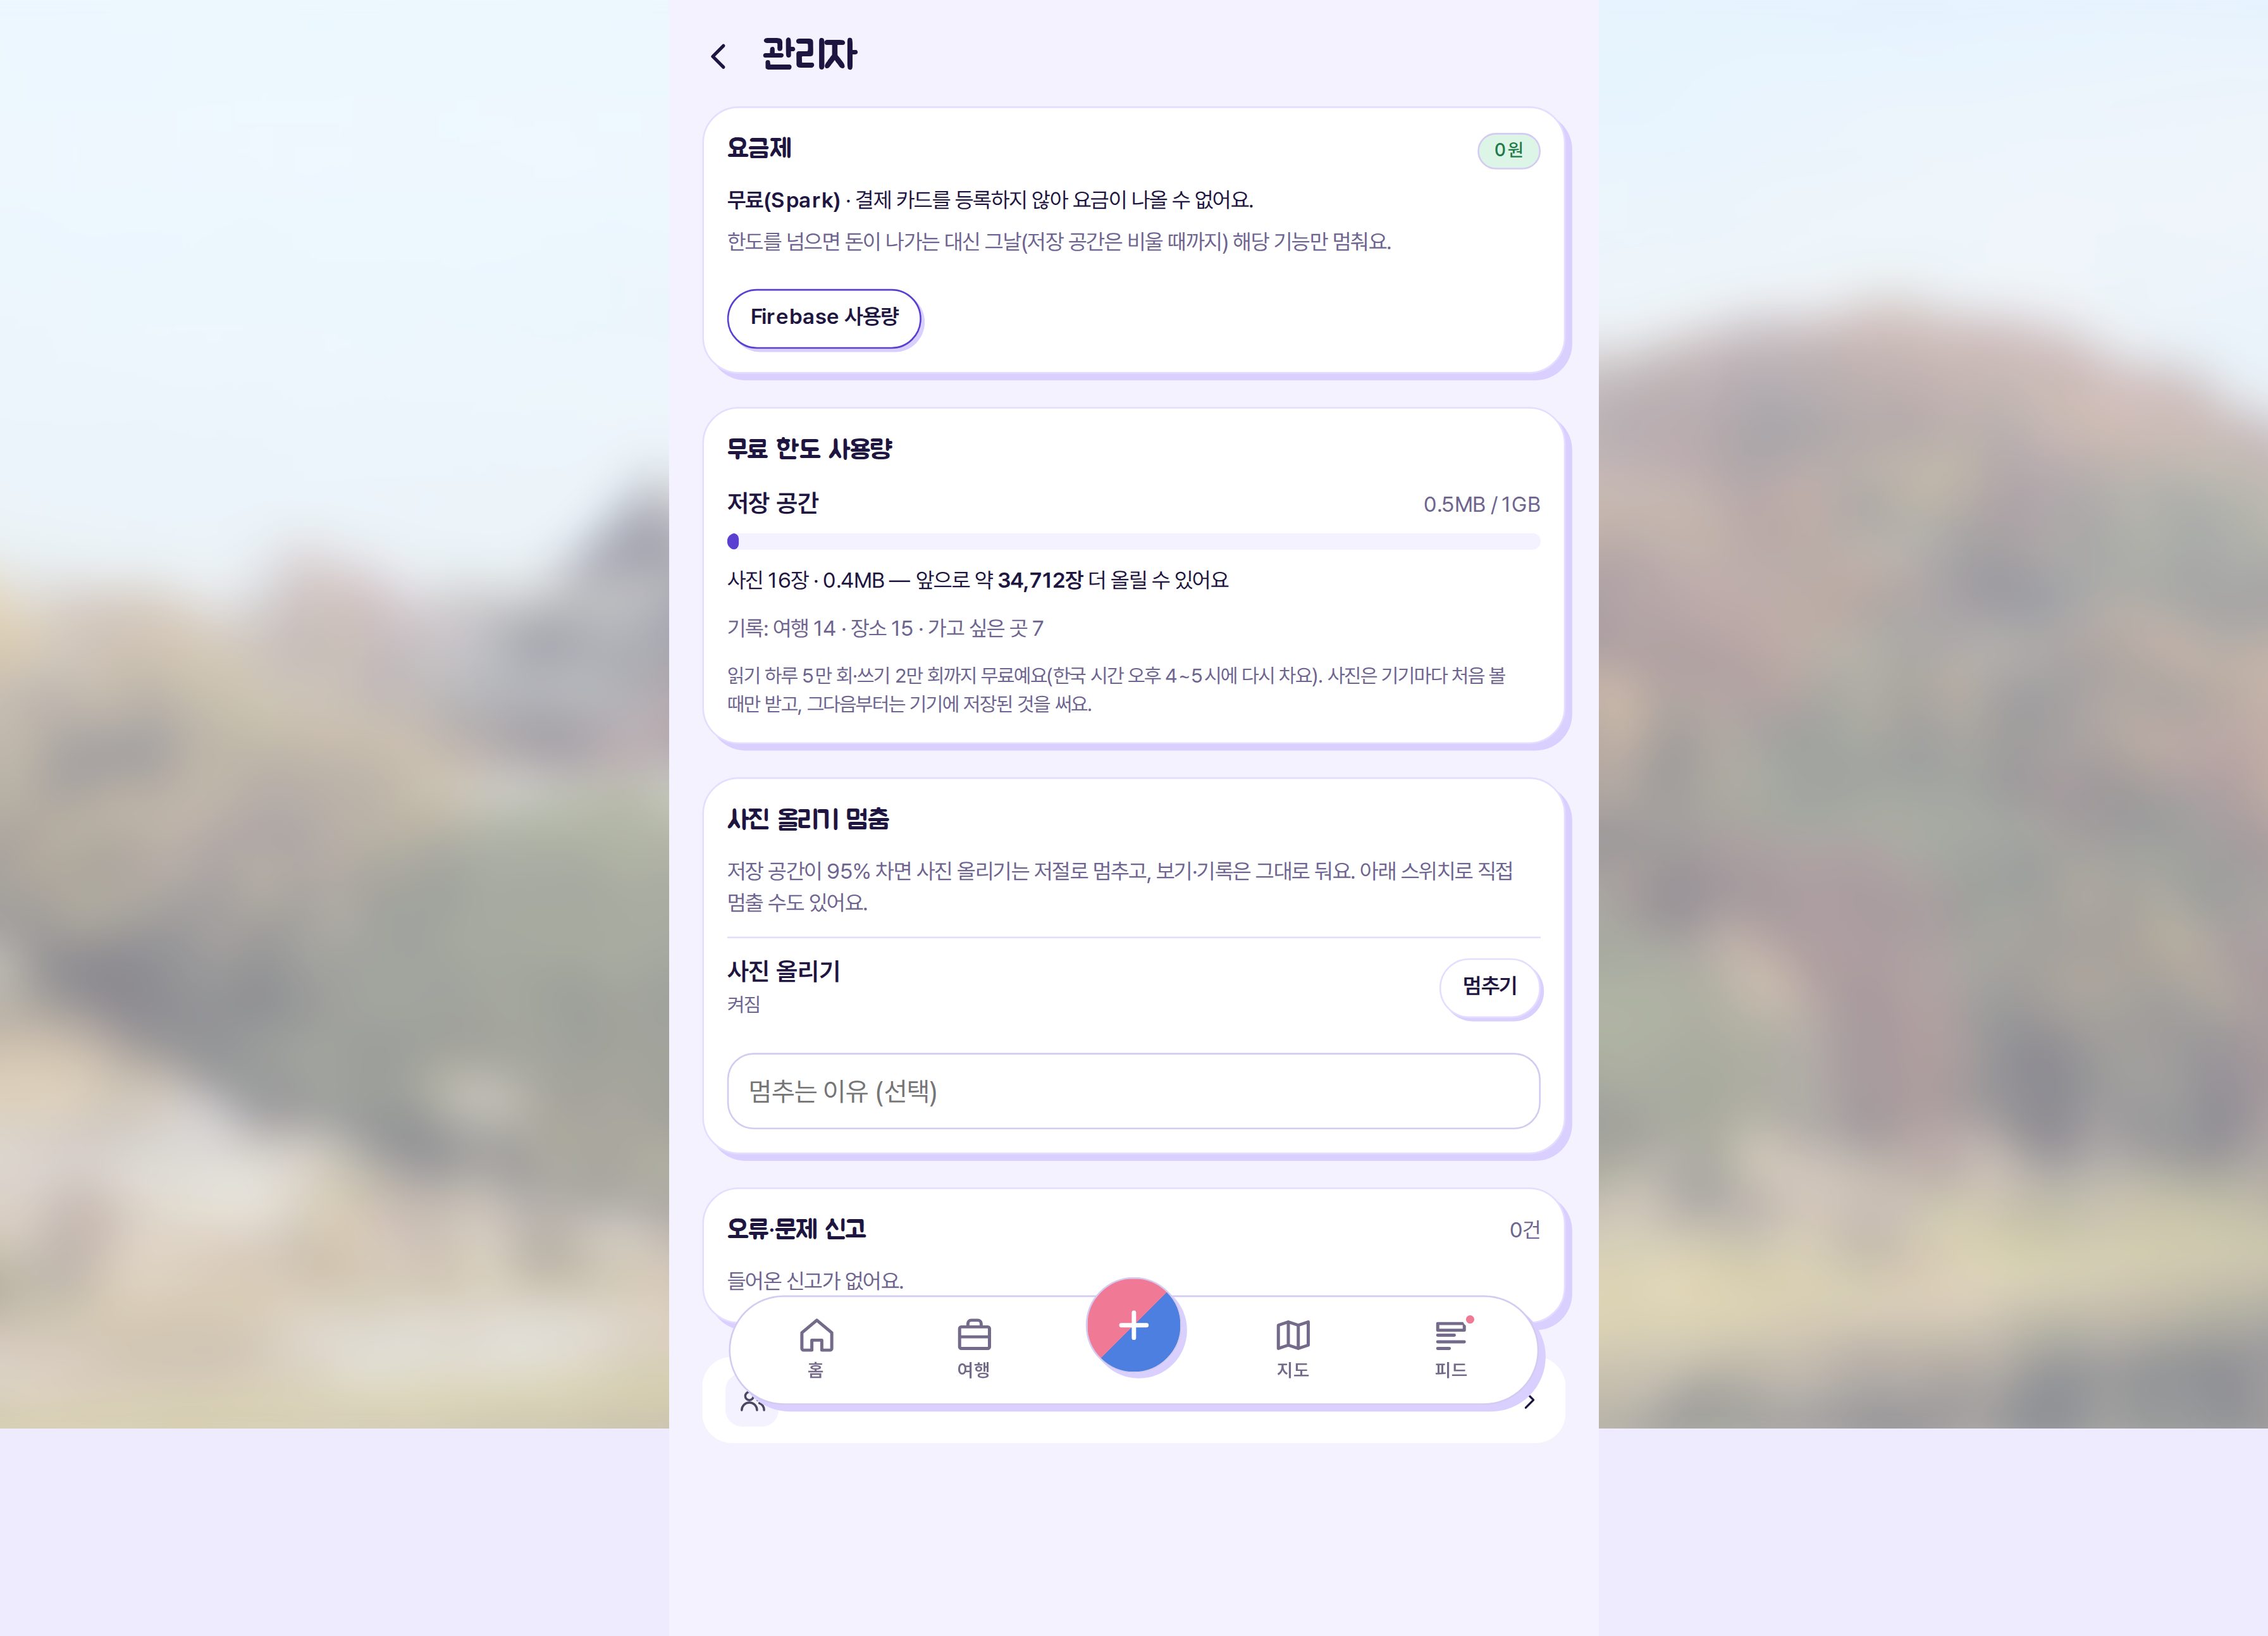 관리자
요금제
0원
무료(Spark) · 결제 카드를 등록하지 않아 요금이 나올 수 없어요.
한도를 넘으면 돈이 나가는 대신 그날(저장 공간은 비울 때까지) 해당 기능만 멈춰요.
Firebase 사용량
무료 한도 사용량
저장 공간
0.5MB / 1GB
사진 16장 · 0.4MB — 앞으로 약 34,712장 더 올릴 수 있어요
기록: 여행 14 · 장소 15 · 가고 싶은 곳 7
읽기 하루 5만 회·쓰기 2만 회까지 무료예요(한국 시간 오후 4~5시에 다시 차요). 사진은 기기마다 처음 볼
때만 받고, 그다음부터는 기기에 저장된 것을 써요.
사진 올리기 멈춤
저장 공간이 95% 차면 사진 올리기는 저절로 멈추고, 보기·기록은 그대로 둬요. 아래 스위치로 직접
멈출 수도 있어요.
사진 올리기
켜짐
멈추기
멈추는 이유 (선택)
오류·문제 신고
0건
들어온 신고가 없어요.
홈
여행
지도
피드